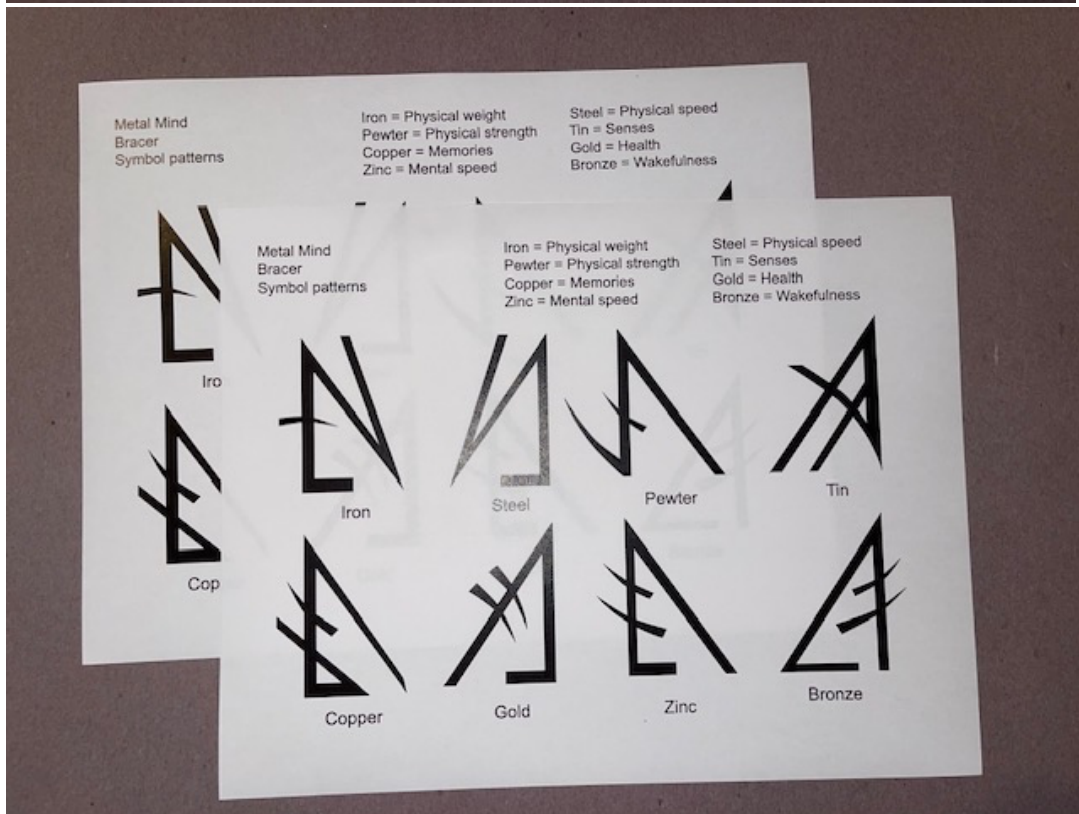 Metal Mind
Bracer
Symbol patterns
Iron = Physical weight
Pewter = Physical strength
Copper = Memories
Zinc = Mental speed
Steel = Physical speed
Tin = Senses
Gold = Health
Bronze = Wakefulness
Iro
Cop
Metal Mind
Bracer
Symbol patterns
Iron = Physical weight
Pewter = Physical strength
Copper = Memories
Zinc = Mental speed
Steel = Physical speed
Tin = Senses
Gold = Health
Bronze = Wakefulness
Iron
Steel
Pewter
Tin
Copper
Gold
Zinc
Bronze